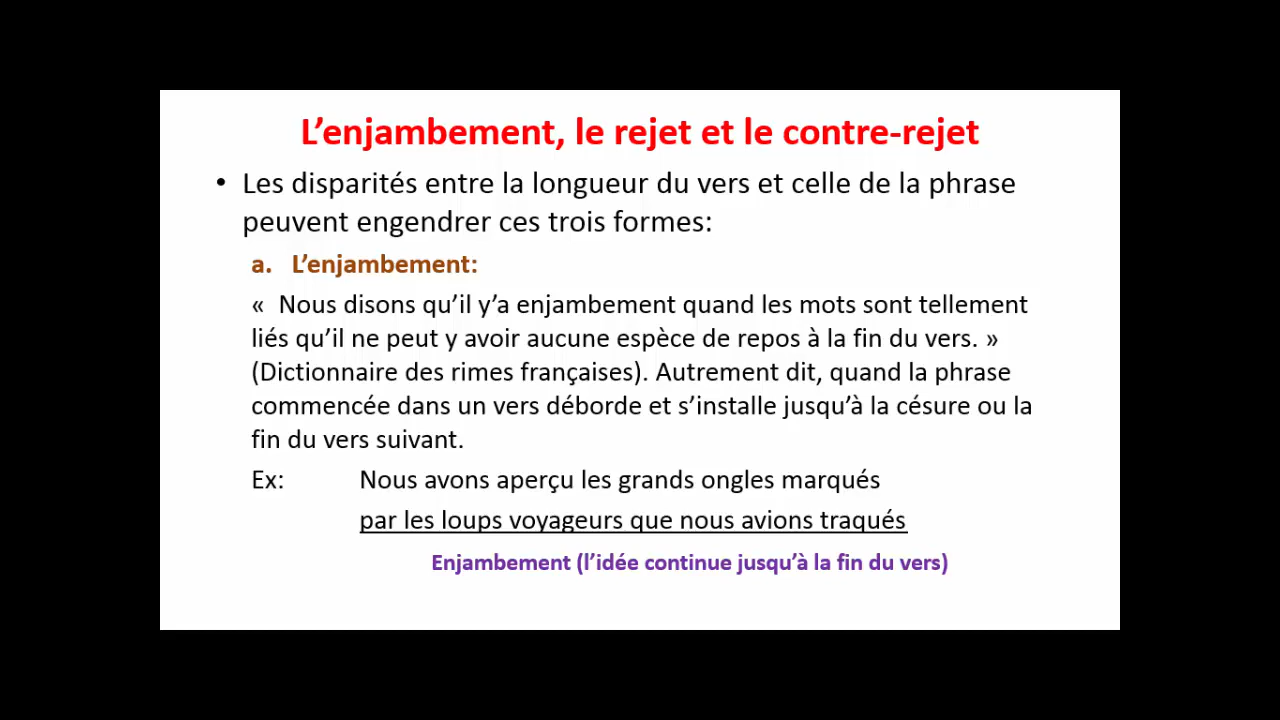 L’enjambement, le rejet et le contre-rejet
• Les disparités entre la longueur du vers et celle de la phrase
peuvent engendrer ces trois formes:
a. L’enjambement:
« Nous disons qu’il y’a enjambement quand les mots sont tellement
liés qu’il ne peut y avoir aucune espèce de repos à la fin du vers. »
(Dictionnaire des rimes françaises). Autrement dit, quand la phrase
commencée dans un vers déborde et s’installe jusqu’à la césure ou la
fin du vers suivant.
Ex: Nous avons aperçu les grands ongles marqués
par les loups voyageurs que nous avions traqués
Enjambement (l’idée continue jusqu’à la fin du vers)